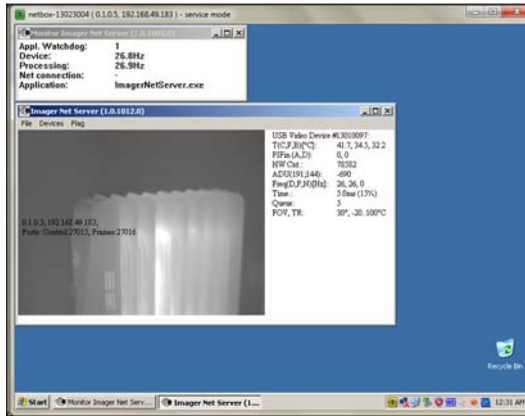 netbox-13023004 ( 0.1.0.5, 192.168.49.183 ) - service mode
Monitor Imager Net Server (1.0.1003.0)
Appl. Watchdog: 1
Device: 26.8Hz
Processing: 26.9Hz
Net connection: -
Application: ImagerNetServer.exe
Imager Net Server (1.0.1012.0)
File Devices Flag
USB Video Device #13010097:
T(C,F,B)[°C]: 41.7, 34.5, 32.2
PIFin (A,D): 0, 0
HW Cnt.: 78582
ADU(191,144): -690
Freq(D,P,N)[Hz]: 26, 26, 0
Time.: 5.0ms (15%)
Queue: 5
FOV, TR: 30°, -20..100°C
0.1.0.5, 192.168.49.183,
Ports: Control:27015, Frames:27016
Recycle Bin
Start Monitor Imager Net Serv... Imager Net Server (1.... 12:31 AM